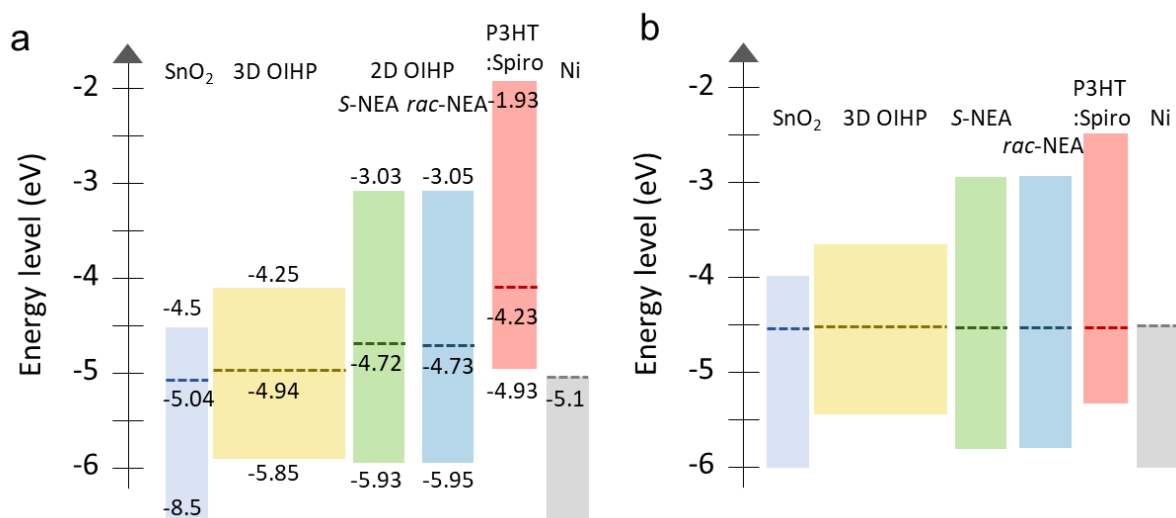 a
P3HT
:Spiro
SnO₂ 3D OIHP 2D OIHP Ni
S-NEA rac-NEA
Energy level (eV)
-2
-3
-4
-5
-6
-1.93
-3.03 -3.05
-4.25
-4.5
-4.23
-4.72 -4.73
-5.04 -4.94 -4.93 -5.1
-5.85 -5.93 -5.95
-8.5
b
P3HT
:Spiro
SnO₂ 3D OIHP S-NEA Ni
rac-NEA
Energy level (eV)
-2
-3
-4
-5
-6